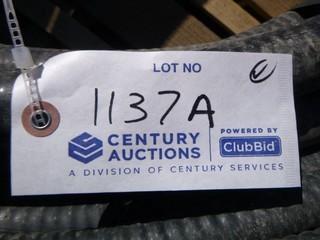 LOT NO
1137A
CENTURY AUCTIONS
POWERED BY
ClubBid
A DIVISION OF CENTURY SERVICES